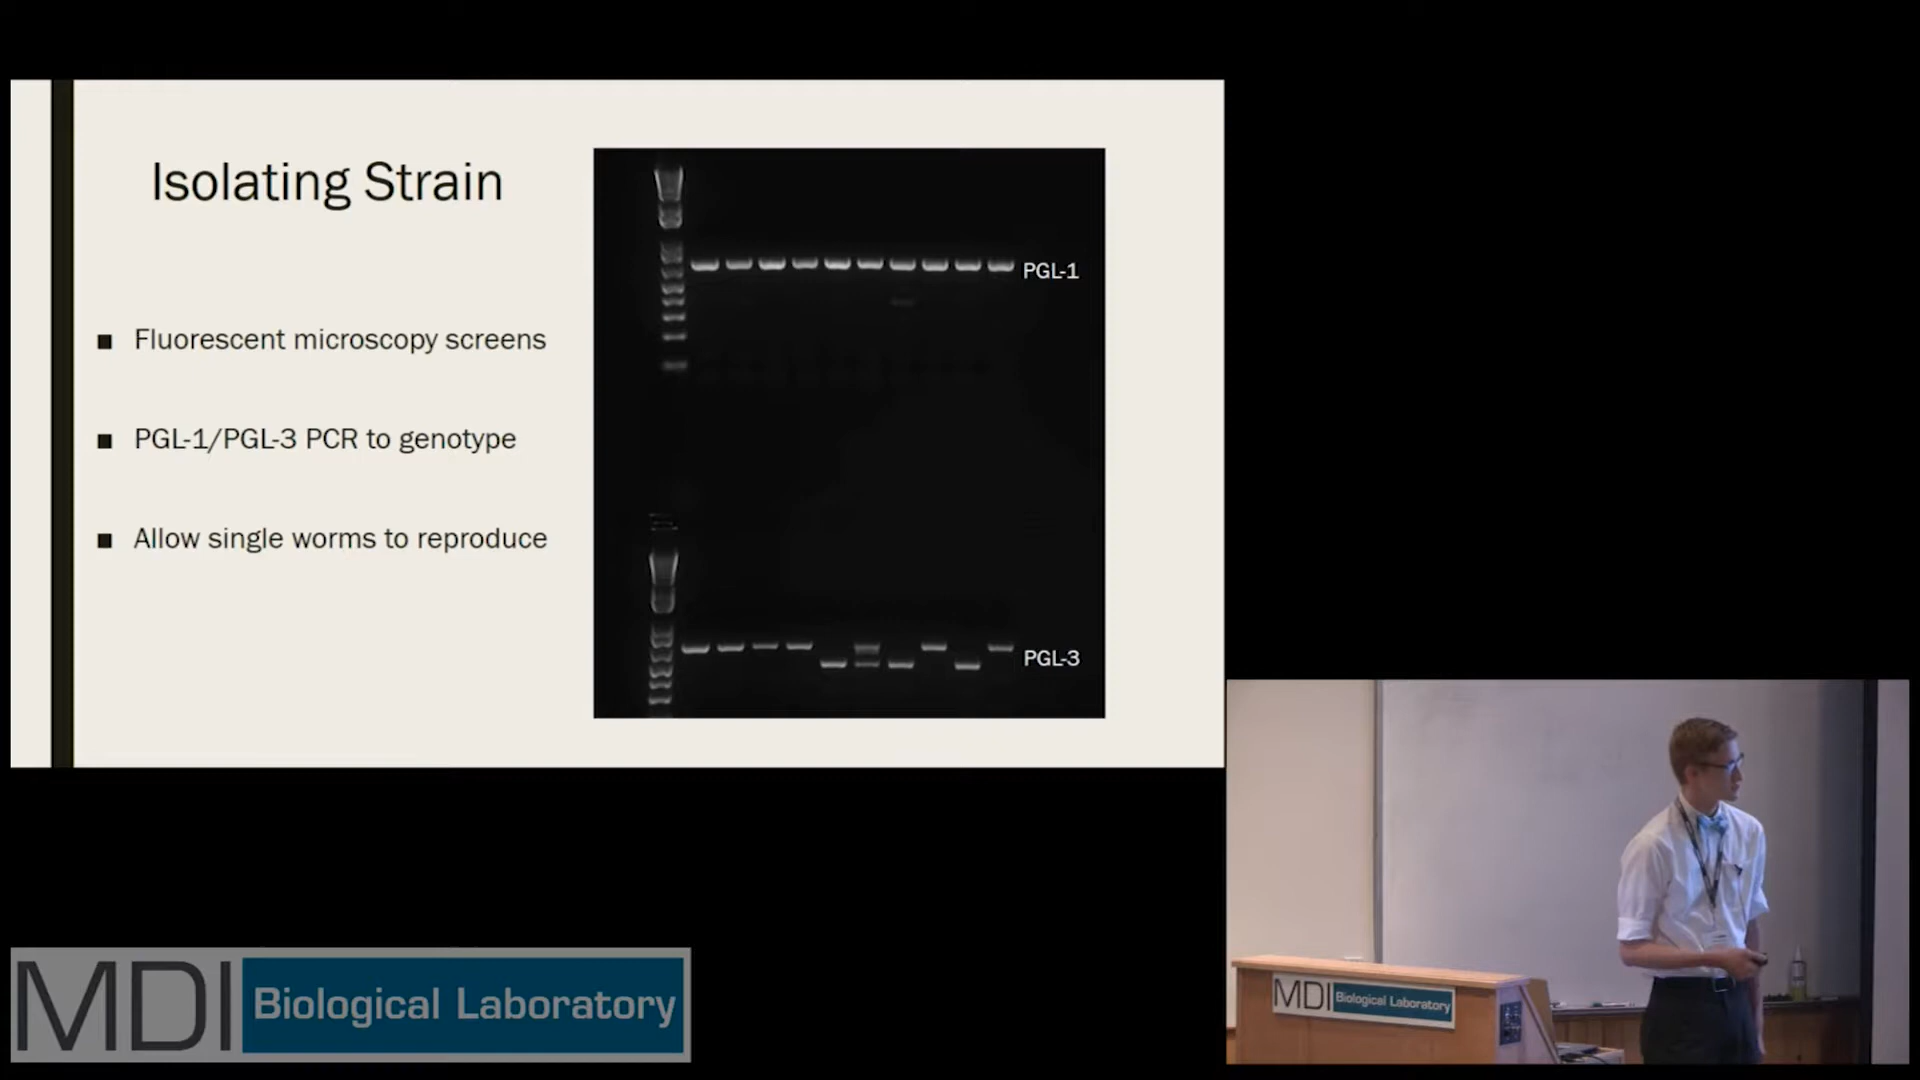 Isolating Strain
■ Fluorescent microscopy screens
■ PGL-1/PGL-3 PCR to genotype
■ Allow single worms to reproduce
PGL-1
PGL-3
MDI Biological Laboratory
MDI Biological Laboratory